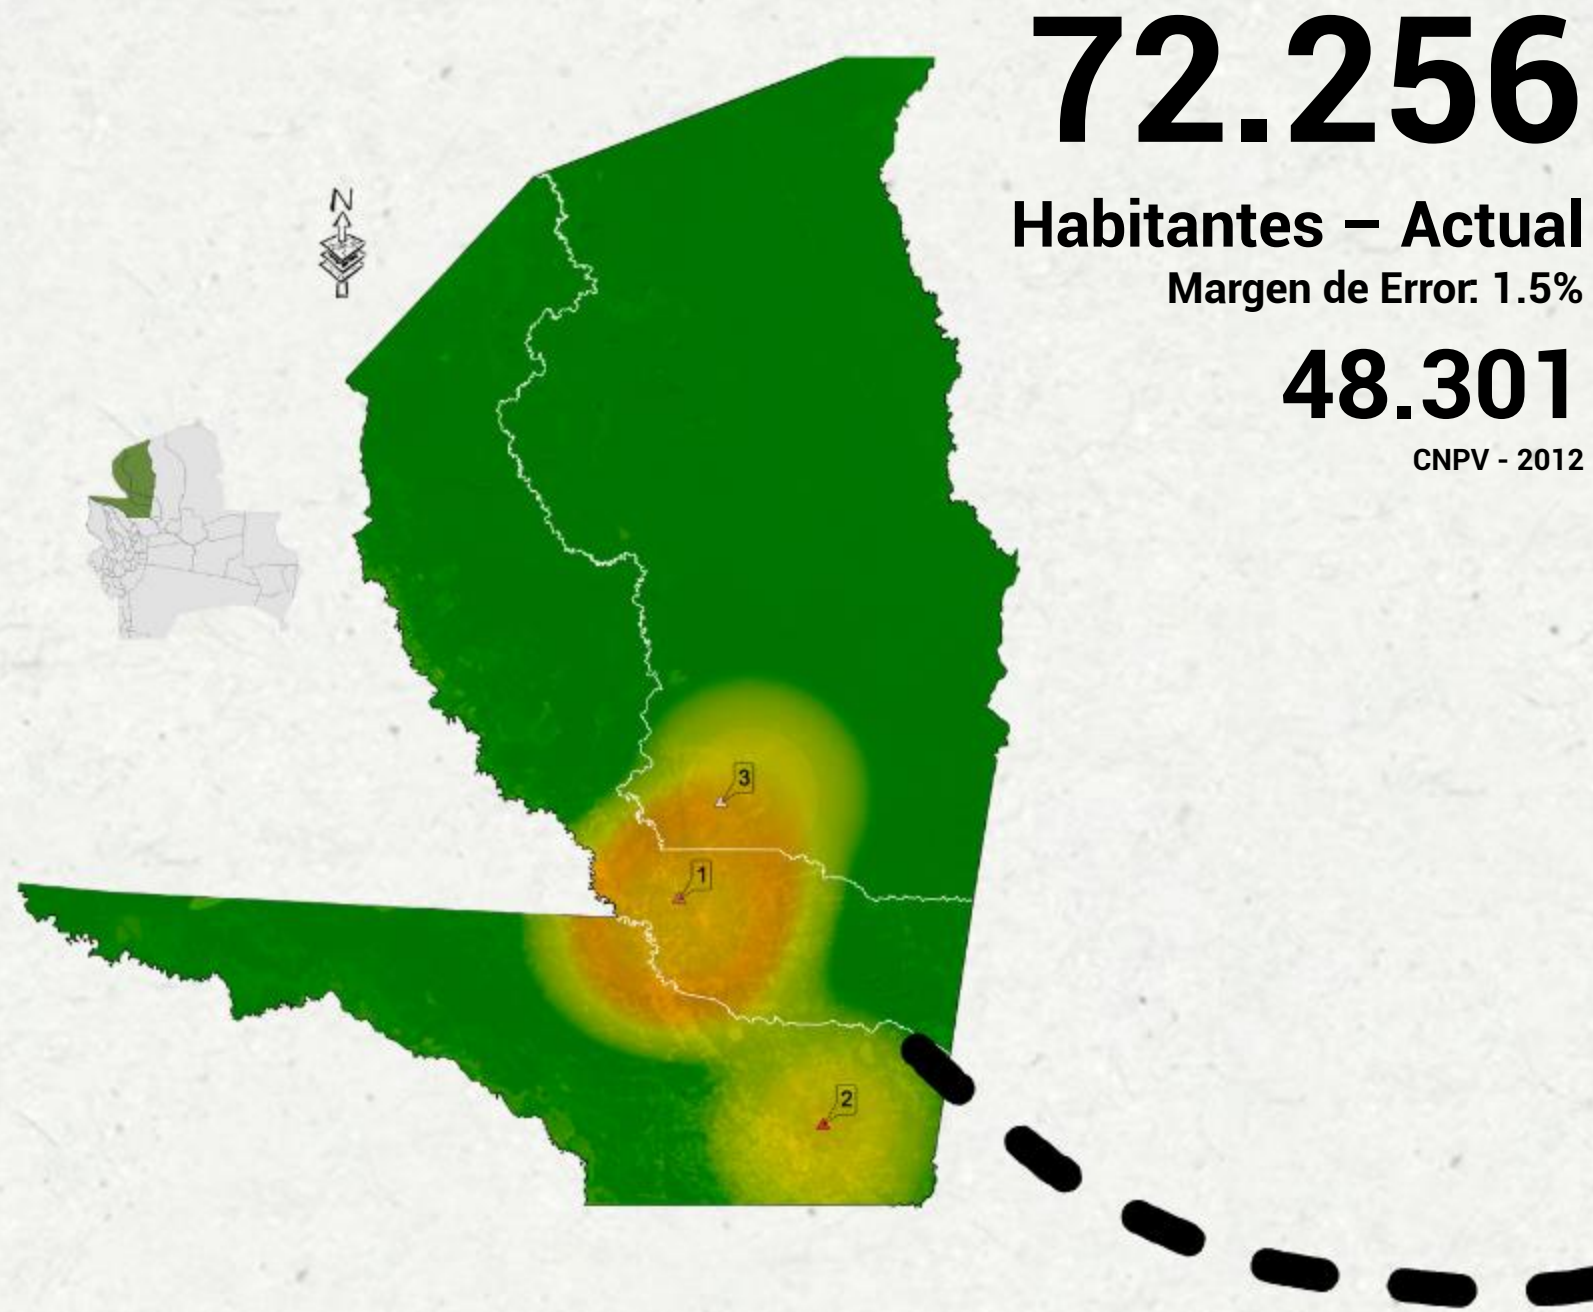 72.256
Habitantes – Actual
Margen de Error: 1.5%
48.301
CNPV - 2012
N
3
1
2